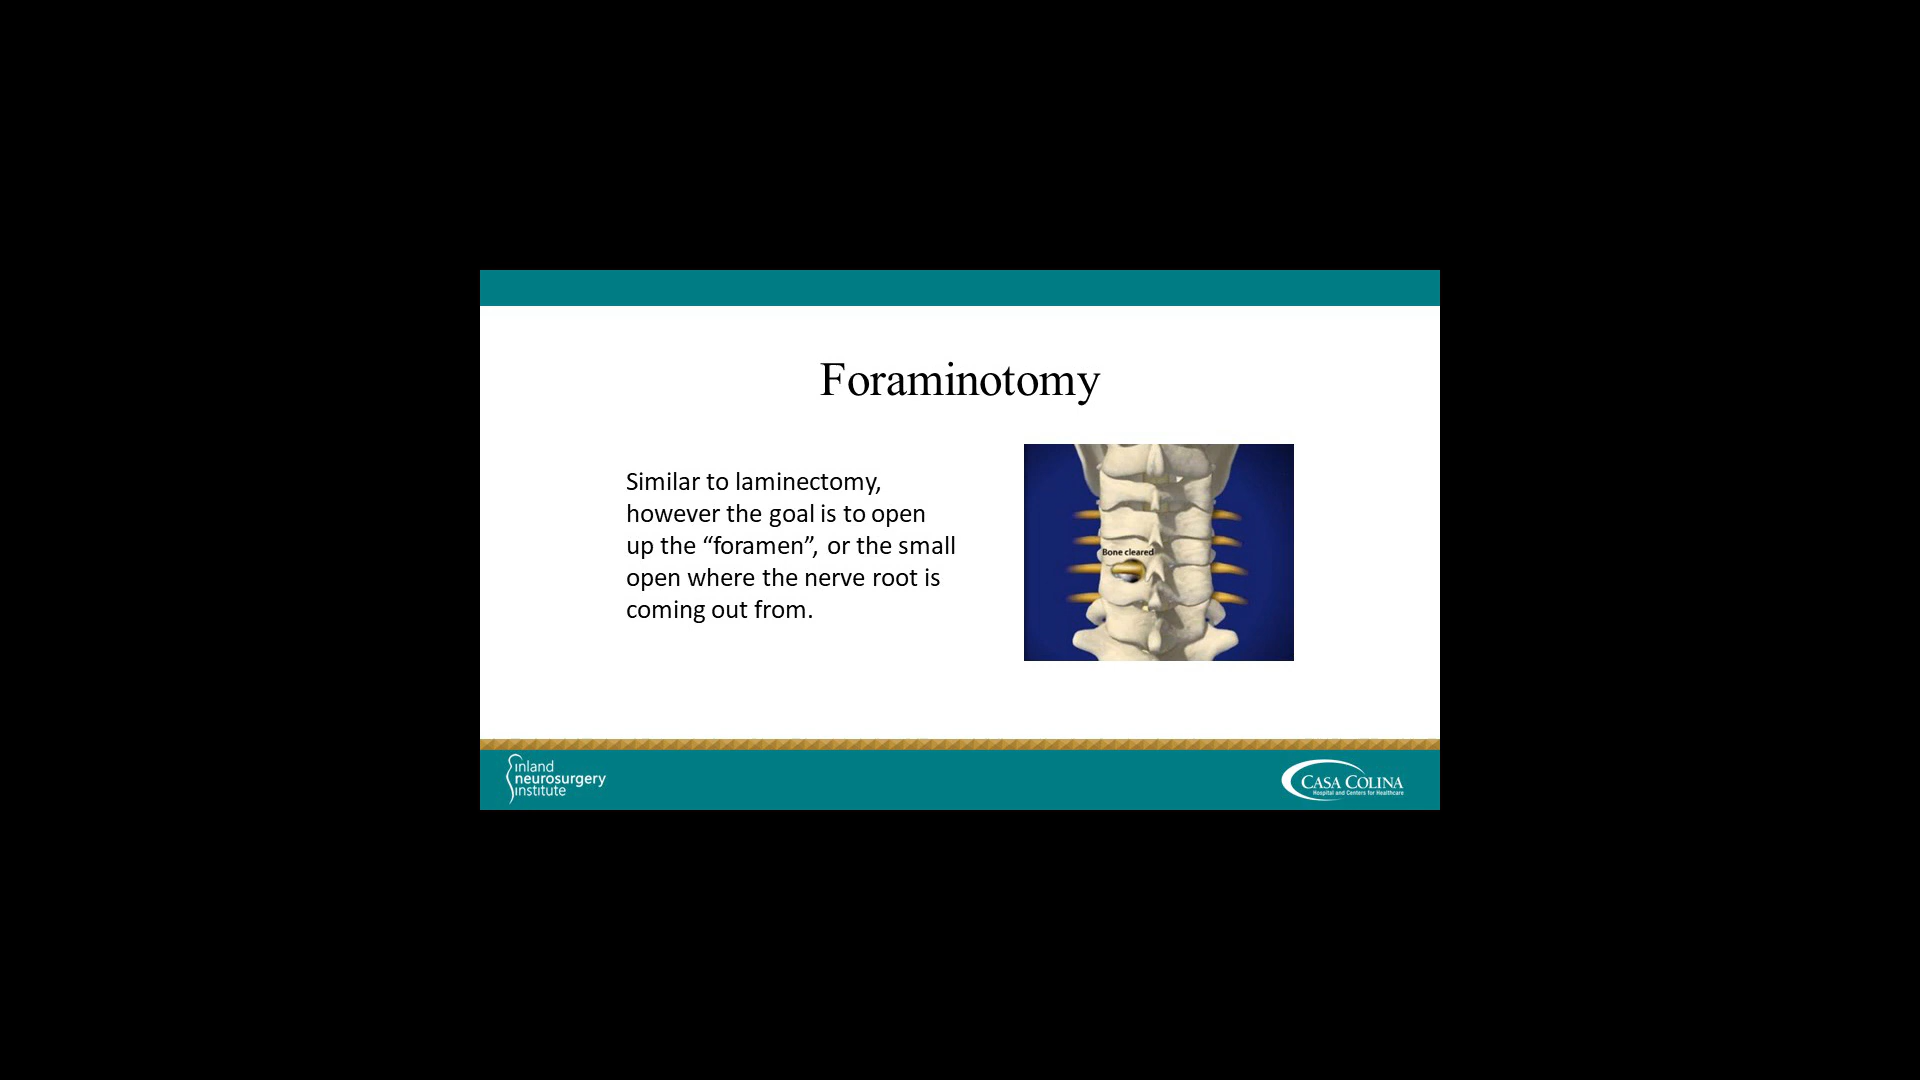 Foraminotomy
Similar to laminectomy,
however the goal is to open
up the “foramen”, or the small
open where the nerve root is
coming out from.
Bone cleared
inland
neurosurgery
institute
CASA COLINA
Hospital and Centers for Healthcare